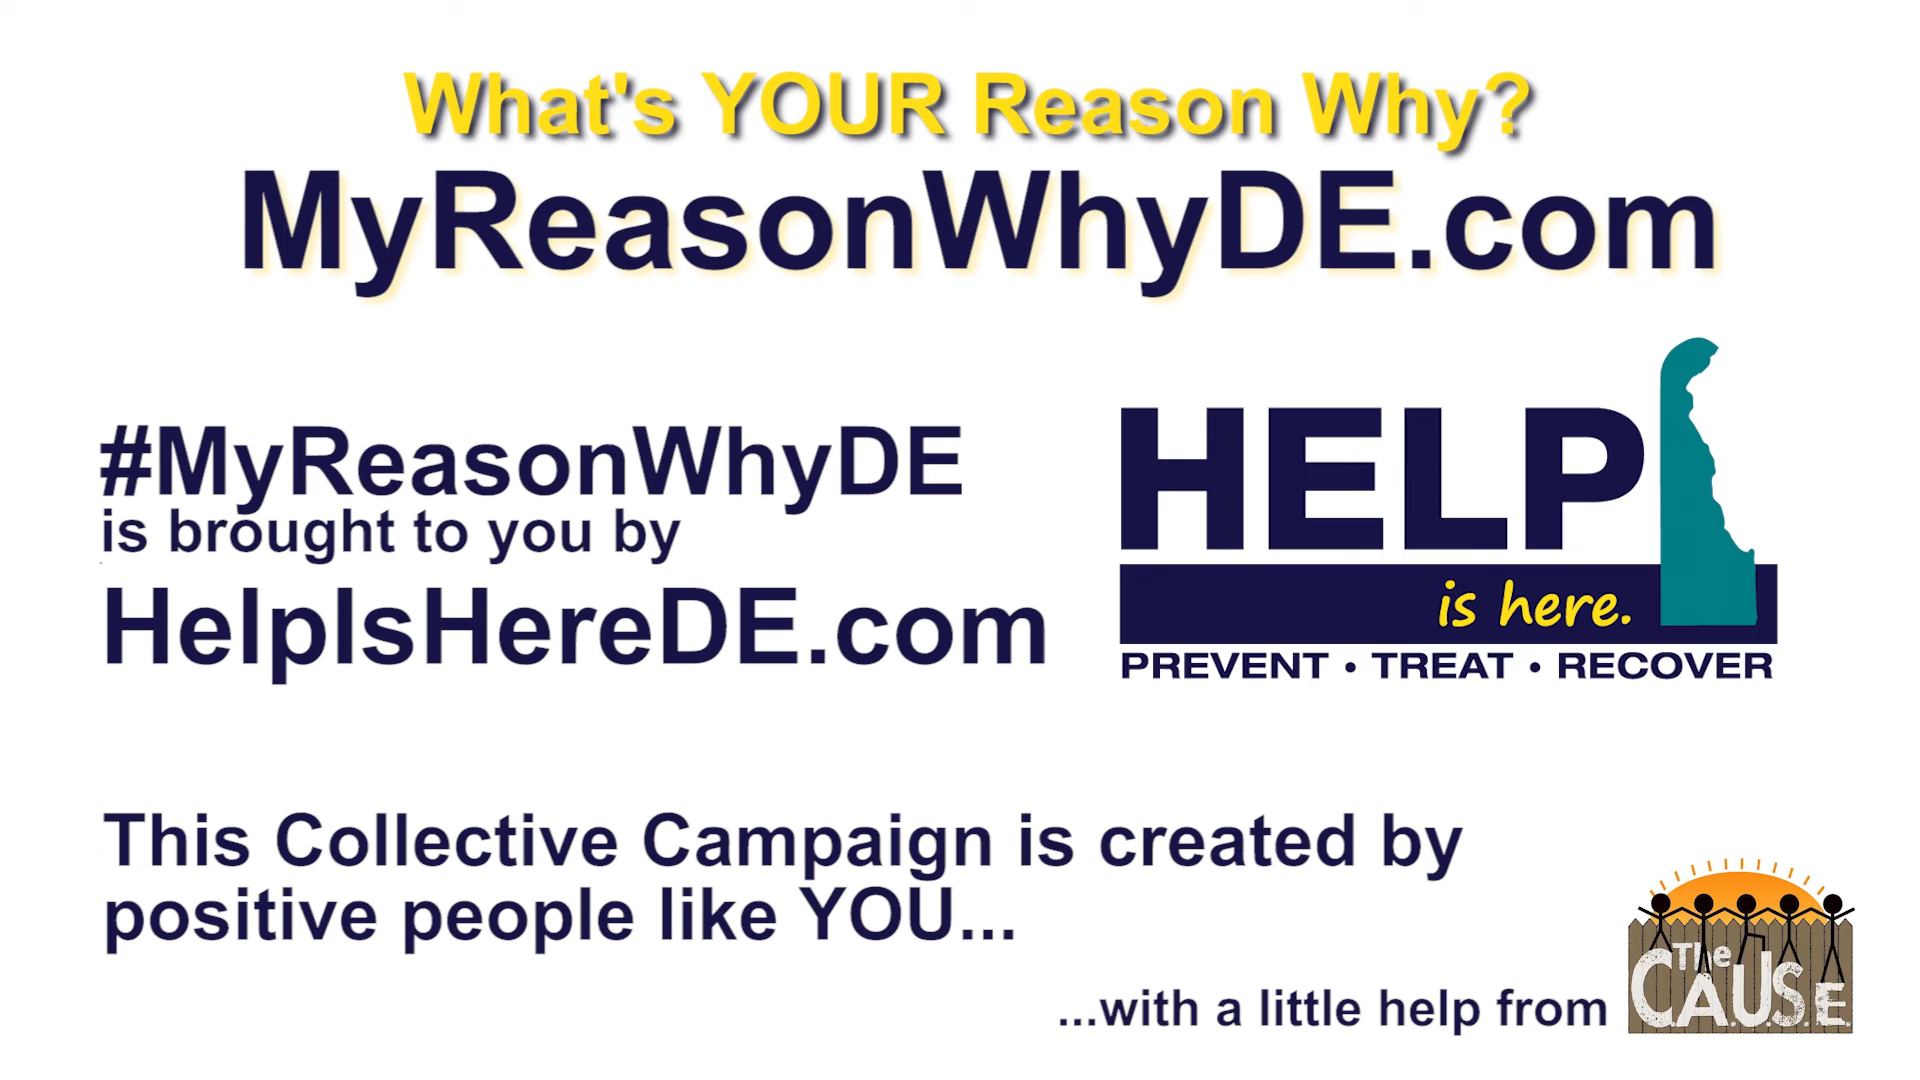 What's YOUR Reason Why?
MyReasonWhyDE.com
#MyReasonWhyDE
is brought to you by
HelpIsHereDE.com
HELP
is here.
PREVENT • TREAT • RECOVER
This Collective Campaign is created by
positive people like YOU...
...with a little help from
The
C.A.U.S.E.